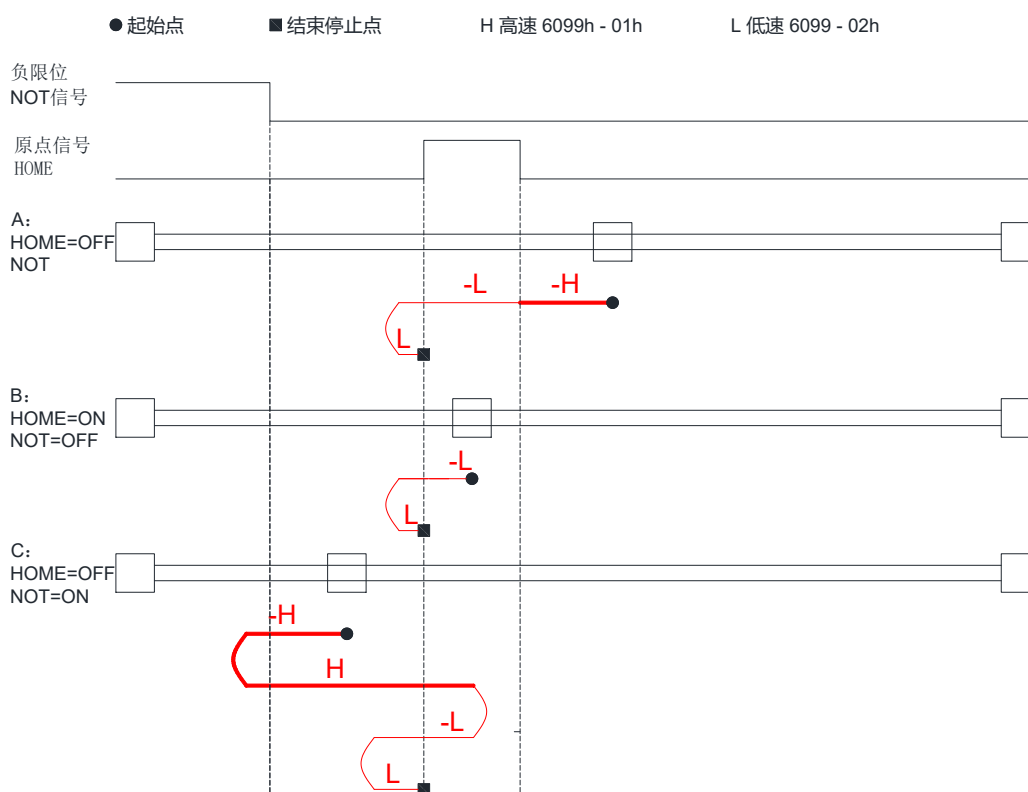 起始点 结束停止点 H 高速 6099h - 01h L 低速 6099 - 02h
负限位
NOT信号
原点信号
HOME
A:
HOME=OFF
NOT
-L -H
L
B:
HOME=ON
NOT=OFF
-L
L
C:
HOME=OFF
NOT=ON
-H
H
-L
L